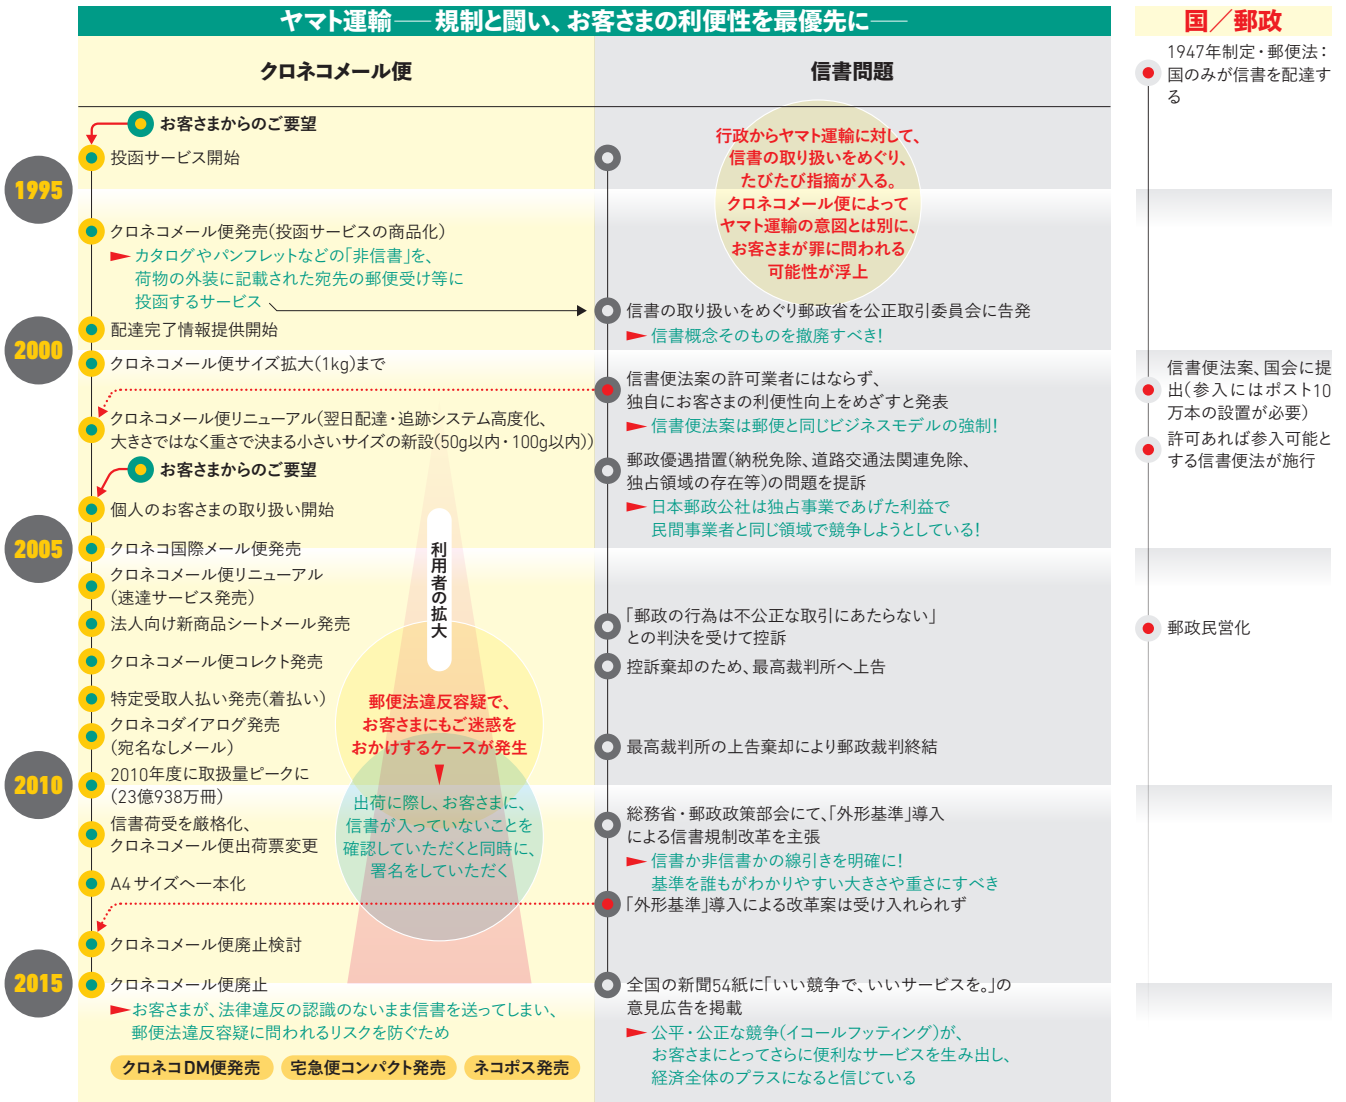 ヤマト運輸── 規制と闘い、お客さまの利便性を最優先に──
国／郵政
クロネコメール便
信書問題
1947年制定・郵便法：
国のみが信書を配達す
る
お客さまからのご要望
投函サービス開始
1995
クロネコメール便発売(投函サービスの商品化)
カタログやパンフレットなどの「非信書」を、
荷物の外装に記載された宛先の郵便受け等に
投函するサービス
配達完了情報提供開始
2000
クロネコメール便サイズ拡大(1kg)まで
クロネコメール便リニューアル(翌日配達・追跡システム高度化、
大きさではなく重さで決まる小さいサイズの新設(50g以内・100g以内))
お客さまからのご要望
個人のお客さまの取り扱い開始
2005
クロネコ国際メール便発売
クロネコメール便リニューアル
(速達サービス発売)
法人向け新商品シートメール発売
クロネコメール便コレクト発売
特定受取人払い発売(着払い)
クロネコダイアログ発売
(宛名なしメール)
2010
2010年度に取扱量ピークに
(23億938万冊)
信書荷受を厳格化、
クロネコメール便出荷票変更
A4サイズへ一本化
クロネコメール便廃止検討
2015
クロネコメール便廃止
お客さまが、法律違反の認識のないまま信書を送ってしまい、
郵便法違反容疑に問われるリスクを防ぐため
クロネコDM便発売
宅急便コンパクト発売
ネコポス発売
利用者の拡大
郵便法違反容疑で、
お客さまにもご迷惑を
おかけするケースが発生
出荷に際し、お客さまに、
信書が入っていないことを
確認していただくと同時に、
署名をしていただく
行政からヤマト運輸に対して、
信書の取り扱いをめぐり、
たびたび指摘が入る。
クロネコメール便によって
ヤマト運輸の意図とは別に、
お客さまが罪に問われる
可能性が浮上
信書の取り扱いをめぐり郵政省を公正取引委員会に告発
信書概念そのものを撤廃すべき!
信書便法案の許可業者にはならず、
独自にお客さまの利便性向上をめざすと発表
信書便法案は郵便と同じビジネスモデルの強制!
郵政優遇措置(納税免除、道路交通法関連免除、
独占領域の存在等)の問題を提訴
日本郵政公社は独占事業であげた利益で
民間事業者と同じ領域で競争しようとしている!
「郵政の行為は不公正な取引にあたらない」
との判決を受けて控訴
控訴棄却のため、最高裁判所へ上告
最高裁判所の上告棄却により郵政裁判終結
総務省・郵政政策部会にて、「外形基準」導入
による信書規制改革を主張
信書か非信書かの線引きを明確に!
基準を誰もがわかりやすい大きさや重さにすべき
「外形基準」導入による改革案は受け入れられず
全国の新聞54紙に「いい競争で、いいサービスを。」の
意見広告を掲載
公平・公正な競争(イコールフッティング)が、
お客さまにとってさらに便利なサービスを生み出し、
経済全体のプラスになると信じている
信書便法案、国会に提
出(参入にはポスト10
万本の設置が必要)
許可あれば参入可能と
する信書便法が施行
郵政民営化